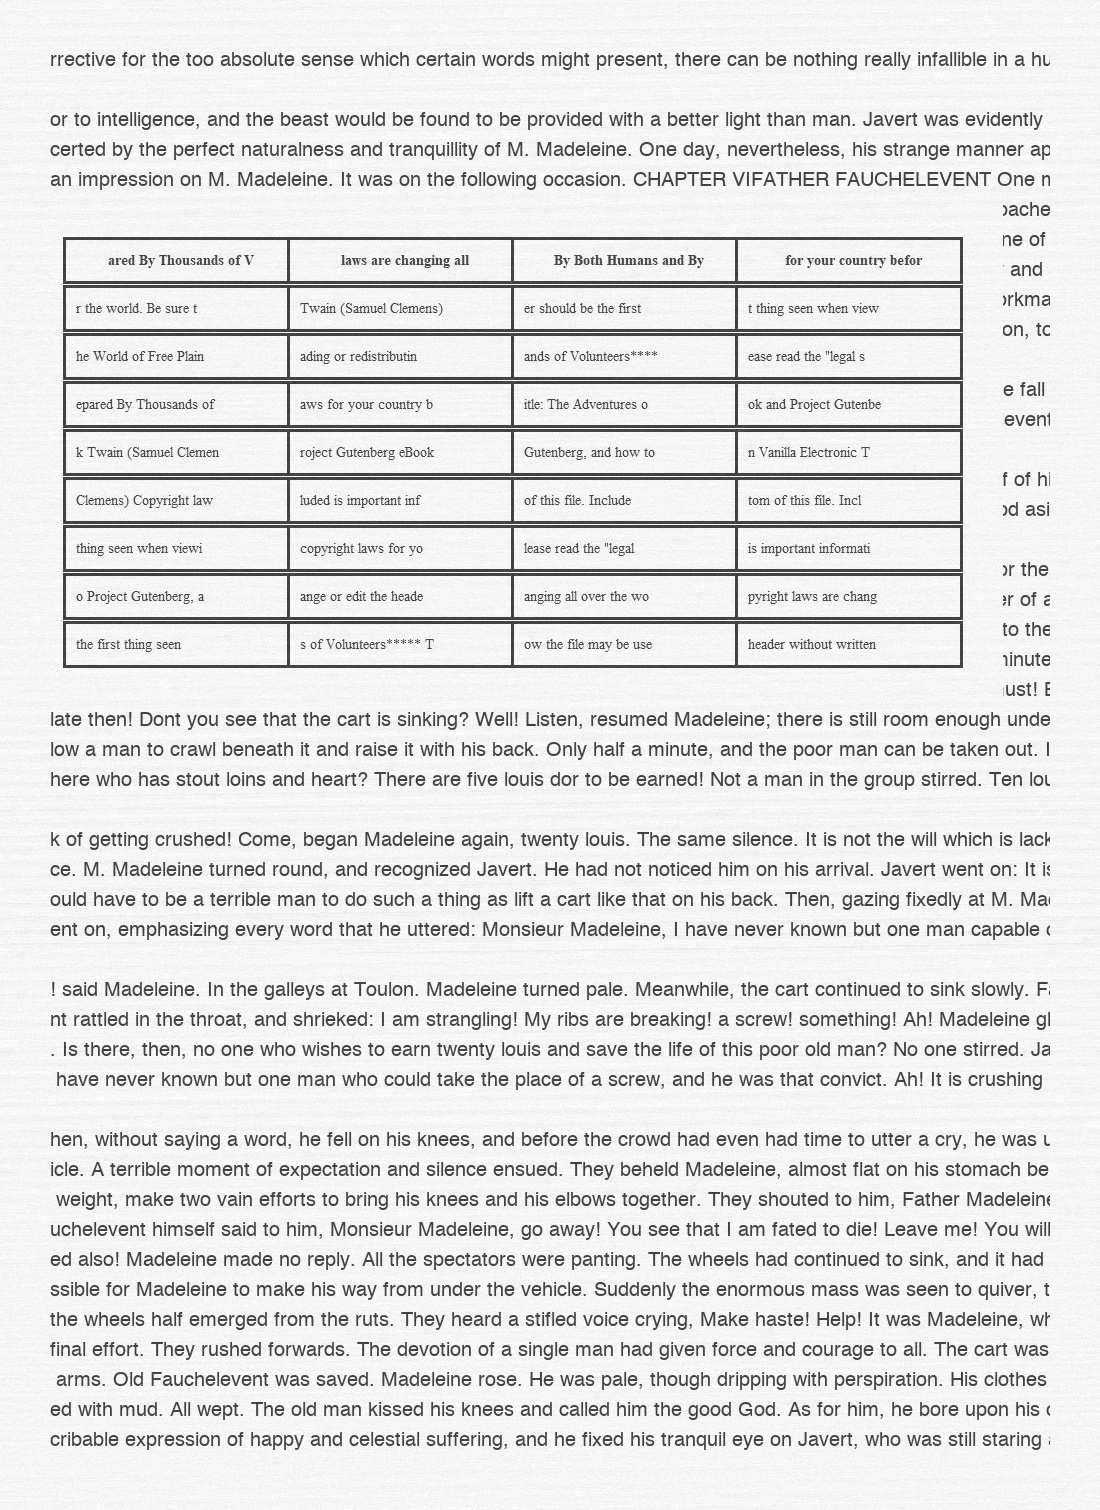 rrective for the too absolute sense which certain words might present, there can be nothing really infallible in a hu
or to intelligence, and the beast would be found to be provided with a better light than man. Javert was evidently
certed by the perfect naturalness and tranquillity of M. Madeleine. One day, nevertheless, his strange manner ap
an impression on M. Madeleine. It was on the following occasion. CHAPTER VIFATHER FAUCHELEVENT One m
ared By Thousands of V laws are changing all By Both Humans and By for your country befor
r the world. Be sure t Twain (Samuel Clemens) er should be the first t thing seen when view
he World of Free Plain ading or redistributin ands of Volunteers**** ease read the "legal s
epared By Thousands of aws for your country b itle: The Adventures o ok and Project Gutenbe
k Twain (Samuel Clemen roject Gutenberg eBook Gutenberg, and how to n Vanilla Electronic T
Clemens) Copyright law luded is important inf of this file. Include tom of this file. Incl
thing seen when viewi copyright laws for yo lease read the "legal is important informati
o Project Gutenberg, a ange or edit the heade anging all over the wo pyright laws are chang
the first thing seen s of Volunteers***** T ow the file may be use header without written
oache
ne of
and
orkma
on, to
e fall
event
f of hi
od asi
or the
er of a
to the
minute
ust! E
late then! Dont you see that the cart is sinking? Well! Listen, resumed Madeleine; there is still room enough unde
low a man to crawl beneath it and raise it with his back. Only half a minute, and the poor man can be taken out. I
here who has stout loins and heart? There are five louis dor to be earned! Not a man in the group stirred. Ten lou
k of getting crushed! Come, began Madeleine again, twenty louis. The same silence. It is not the will which is lack
ce. M. Madeleine turned round, and recognized Javert. He had not noticed him on his arrival. Javert went on: It is
ould have to be a terrible man to do such a thing as lift a cart like that on his back. Then, gazing fixedly at M. Mad
ent on, emphasizing every word that he uttered: Monsieur Madeleine, I have never known but one man capable o
! said Madeleine. In the galleys at Toulon. Madeleine turned pale. Meanwhile, the cart continued to sink slowly. Fa
nt rattled in the throat, and shrieked: I am strangling! My ribs are breaking! a screw! something! Ah! Madeleine gl
. Is there, then, no one who wishes to earn twenty louis and save the life of this poor old man? No one stirred. Ja
have never known but one man who could take the place of a screw, and he was that convict. Ah! It is crushing
hen, without saying a word, he fell on his knees, and before the crowd had even had time to utter a cry, he was u
icle. A terrible moment of expectation and silence ensued. They beheld Madeleine, almost flat on his stomach be
weight, make two vain efforts to bring his knees and his elbows together. They shouted to him, Father Madeleine
uchelevent himself said to him, Monsieur Madeleine, go away! You see that I am fated to die! Leave me! You will
ed also! Madeleine made no reply. All the spectators were panting. The wheels had continued to sink, and it had
ssible for Madeleine to make his way from under the vehicle. Suddenly the enormous mass was seen to quiver, t
the wheels half emerged from the ruts. They heard a stifled voice crying, Make haste! Help! It was Madeleine, wh
final effort. They rushed forwards. The devotion of a single man had given force and courage to all. The cart was
arms. Old Fauchelevent was saved. Madeleine rose. He was pale, though dripping with perspiration. His clothes
ed with mud. All wept. The old man kissed his knees and called him the good God. As for him, he bore upon his c
cribable expression of happy and celestial suffering, and he fixed his tranquil eye on Javert, who was still staring